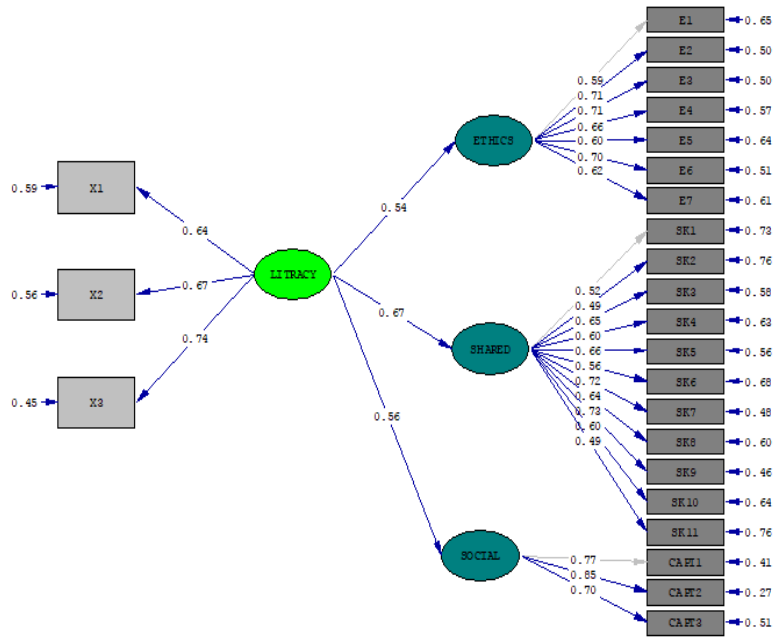 E1
0.65
E2
0.50
E3
0.50
E4
0.57
E5
0.64
E6
0.51
E7
0.61
0.59
0.71
0.71
0.66
0.60
0.70
0.62
ETHICS
0.59
X1
0.64
0.54
SK1
0.73
SK2
0.76
SK3
0.58
SK4
0.63
SK5
0.56
SK6
0.68
SK7
0.48
SK8
0.60
SK9
0.46
SK10
0.64
SK11
0.76
LITRACY
0.56
X2
0.67
0.67
0.52
0.49
0.65
0.60
0.66
0.56
0.72
0.64
0.73
0.60
0.49
SHARED
0.74
0.45
X3
0.56
SOCIAL
0.77
0.85
0.70
CAPT1
0.41
CAPT2
0.27
CAPT3
0.51